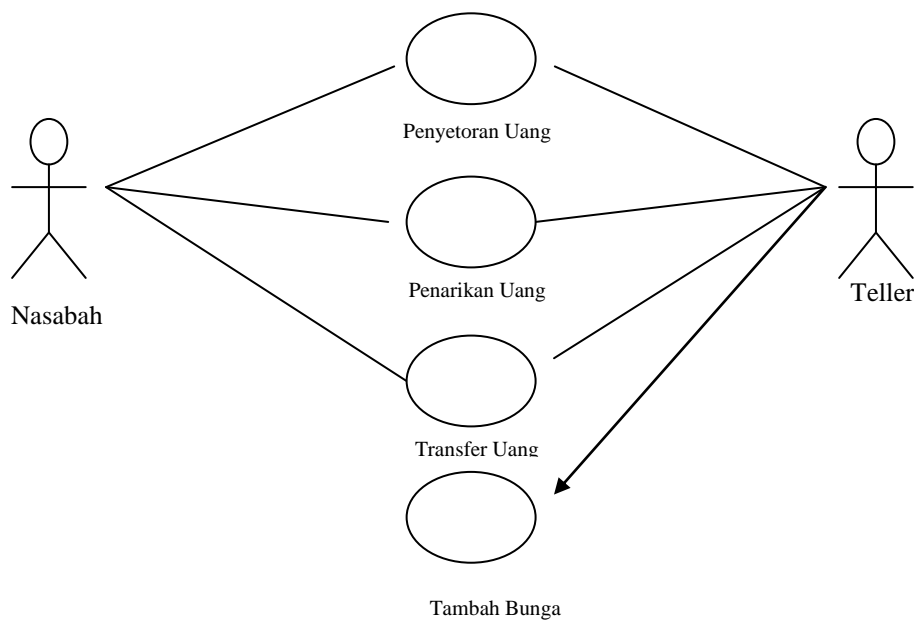 Penyetoran Uang
Nasabah
Penarikan Uang
Teller
Transfer Uang
Tambah Bunga